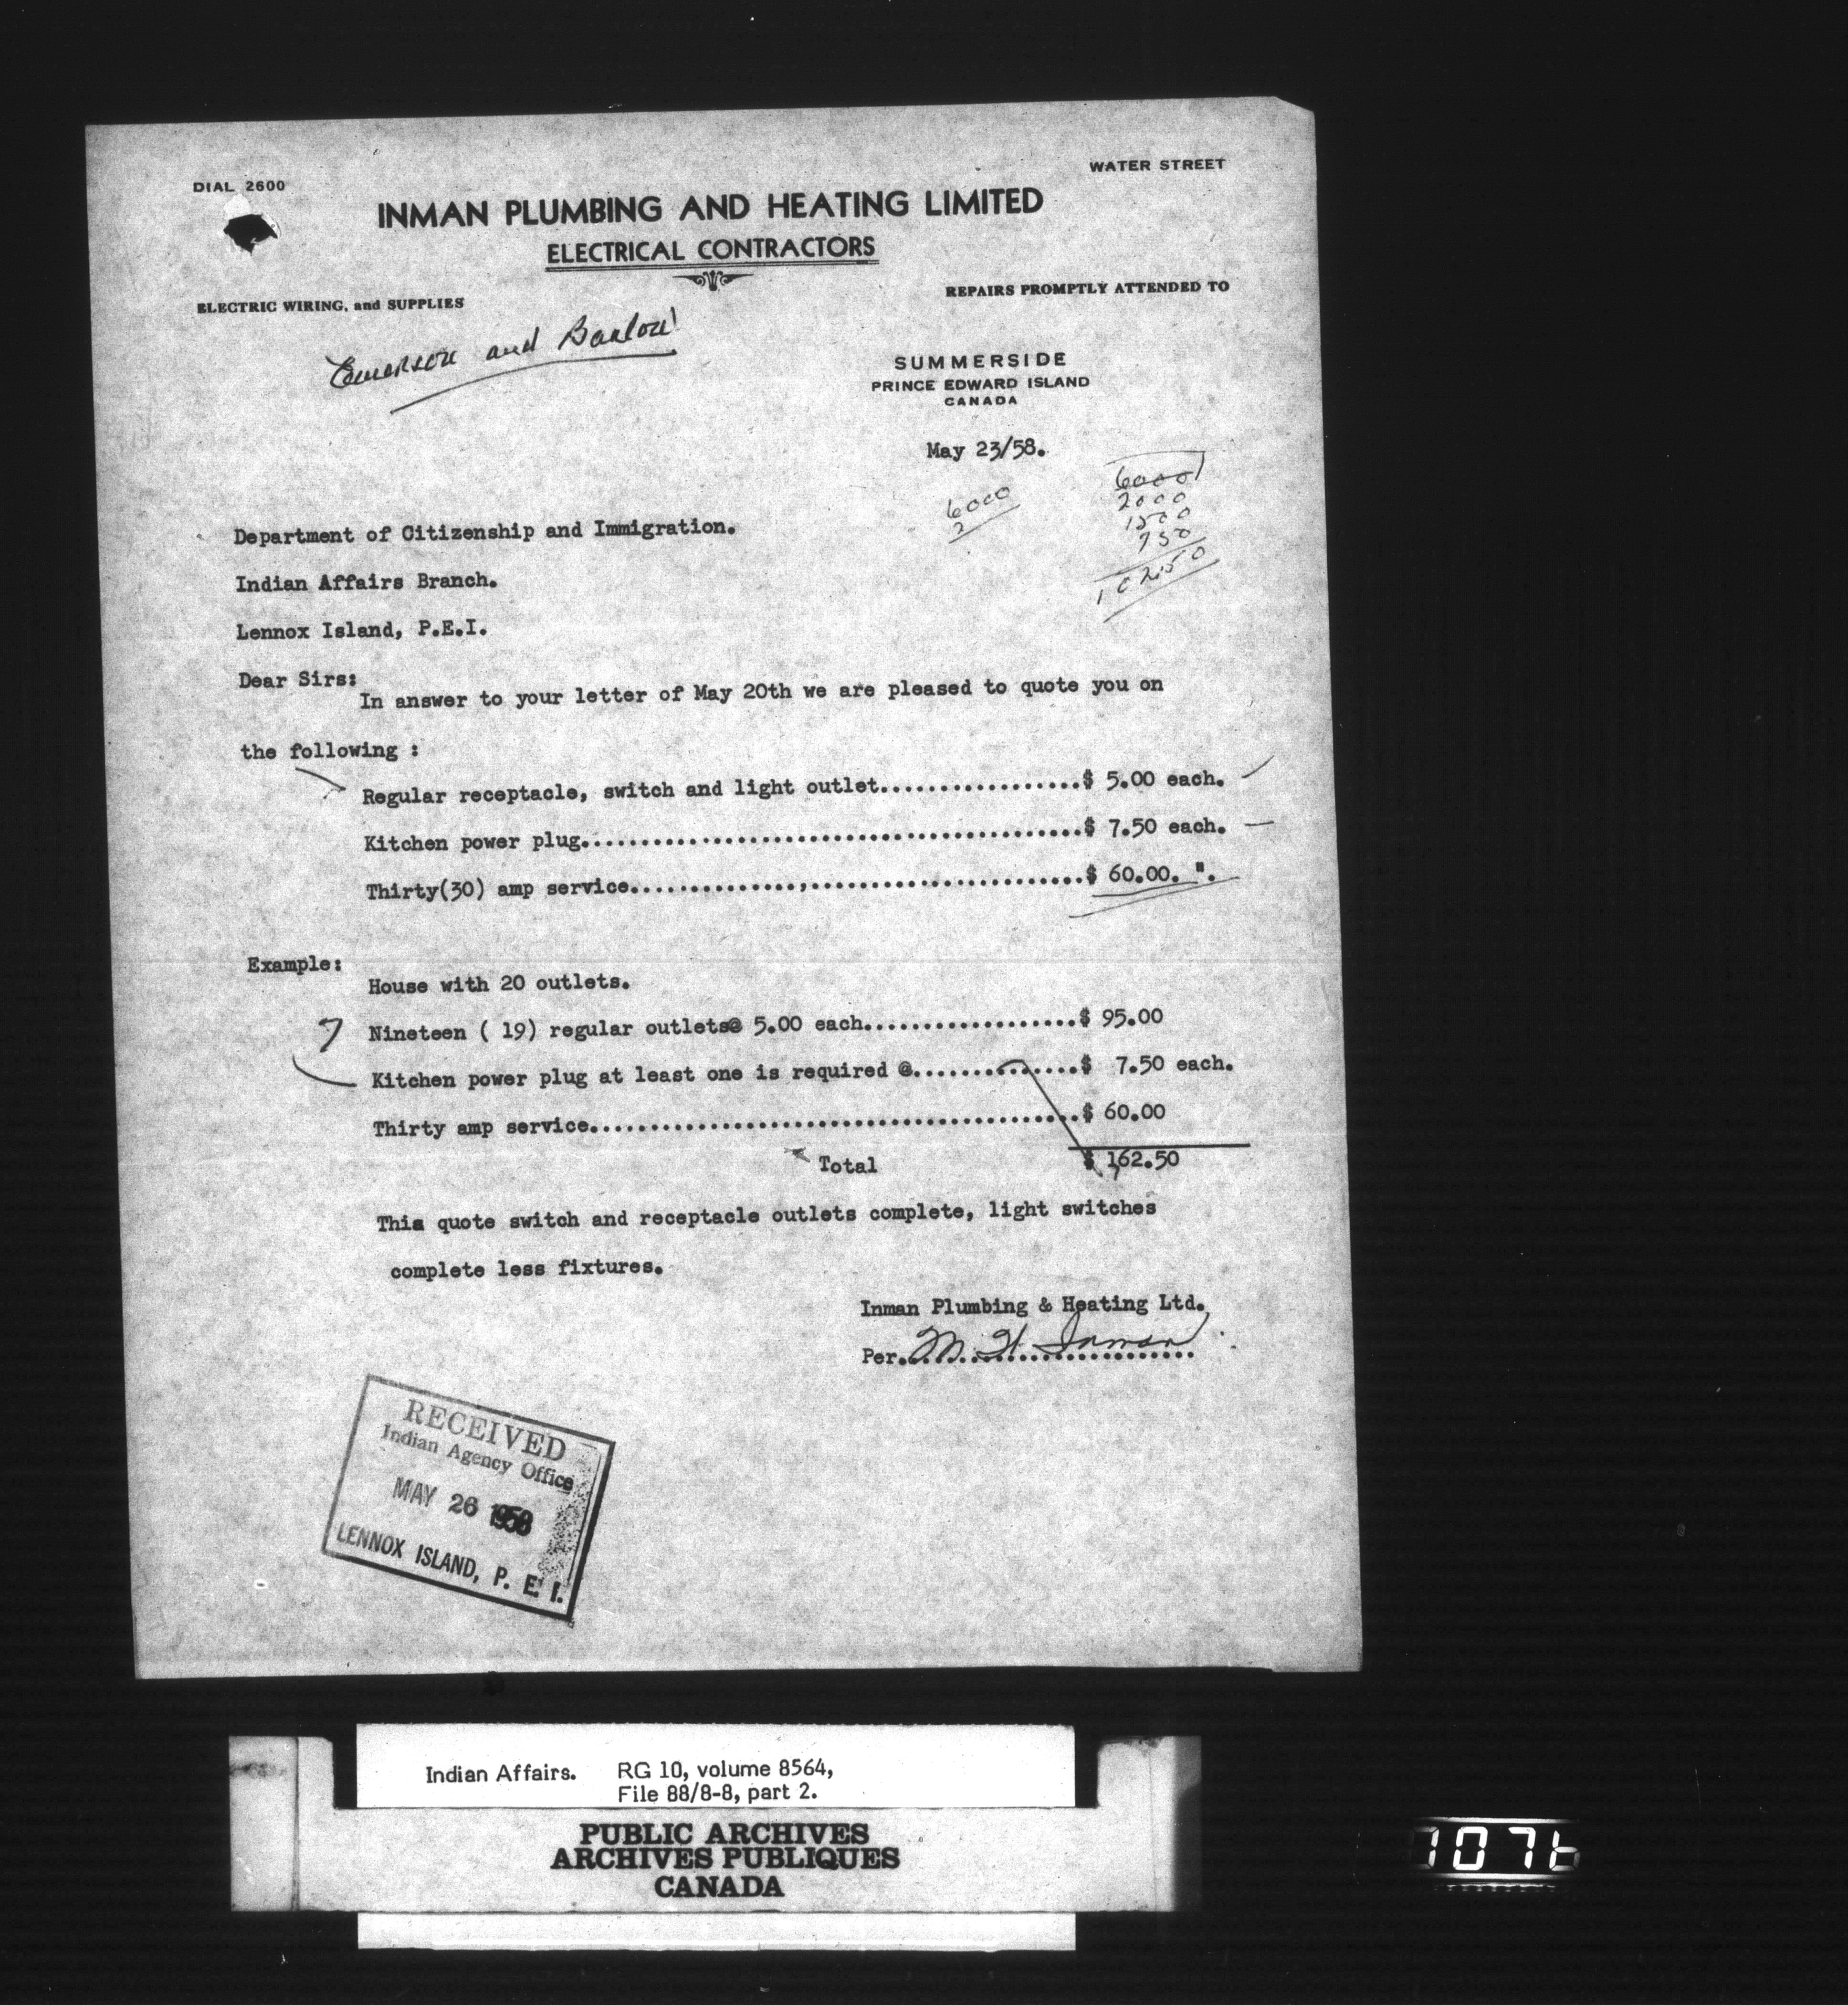 DIAL 2600
WATER STREET
INMAN PLUMBING AND HEATING LIMITED
ELECTRICAL CONTRACTORS
ELECTRIC WIRING, and SUPPLIES
REPAIRS PROMPTLY ATTENDED TO
Emerson and
SUMMERSIDE
PRINCE EDWARD ISLAND
CANADA
May 23/58.
6000
2
6000
2000
1500
750
10250
Department of Citizenship and Immigration.
Indian Affairs Branch.
Lennox Island, P.E.I.
Dear Sirs:
In answer to your letter of May 20th we are pleased to quote you on
the following :
Regular receptacle, switch and light outlet.................$ 5.00 each.
Kitchen power plug..........................................$ 7.50 each.
Thirty(30) amp service..............,.......................$ 60.00. ".
Example:
House with 20 outlets.
7 Nineteen ( 19) regular outlets@ 5.00 each..................$ 95.00
Kitchen power plug at least one is required @..............$ 7.50 each.
Thirty amp service.........................................$ 60.00
Total $ 162.50
This quote switch and receptacle outlets complete, light switches
complete less fixtures.
Inman Plumbing & Heating Ltd.
Per. M. H. Inman
RECEIVED
Indian Agency Office
MAY 26 1958
LENNOX ISLAND, P. E. I.
Indian Affairs. RG 10, volume 8564,
File 88/8-8, part 2.
PUBLIC ARCHIVES
ARCHIVES PUBLIQUES
CANADA